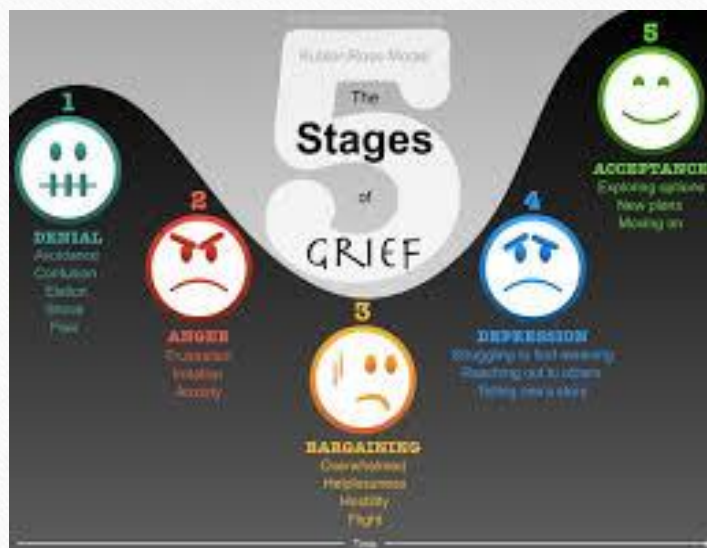 Kubler-Ross Model
5
The
Stages
of
GRIEF
1
DENIAL
Avoidance
Confusion
Elation
Shock
Fear
2
ANGER
Frustration
Irritation
Anxiety
3
BARGAINING
Overwhelmed
Helplessness
Hostility
Flight
4
DEPRESSION
Struggling to find meaning
Reaching out to others
Telling one's story
5
ACCEPTANCE
Exploring options
New plans
Moving on
Time